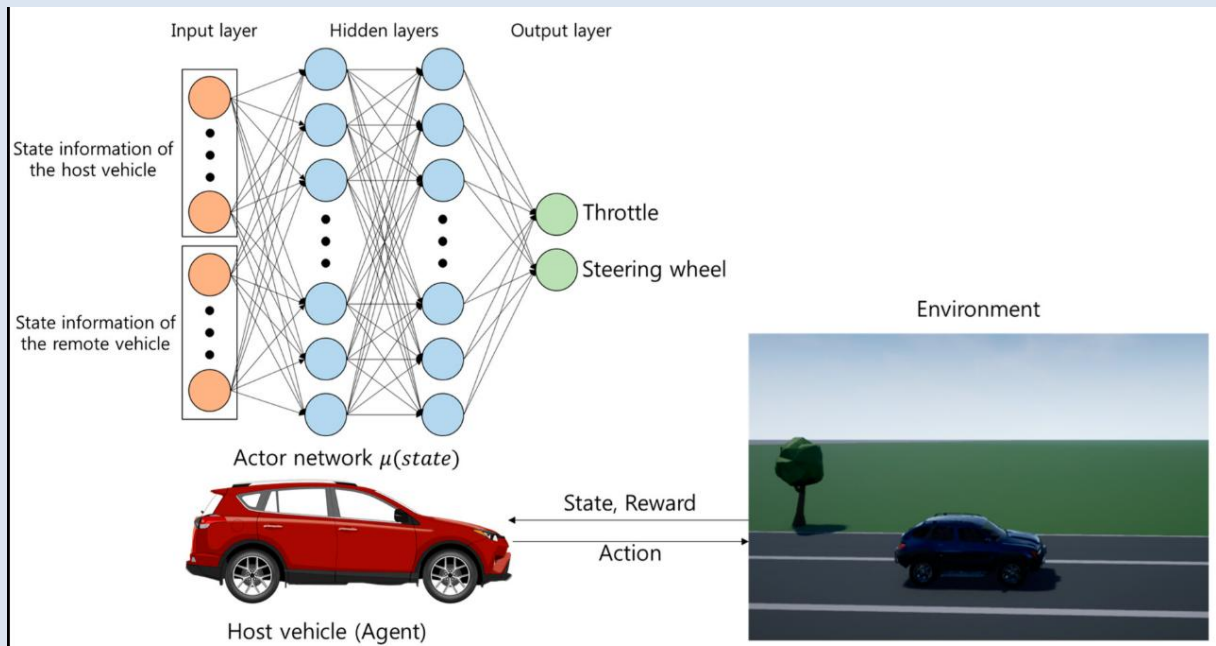 Input layer
Hidden layers
Output layer
State information of
the host vehicle
Throttle
Steering wheel
State information of
the remote vehicle
Environment
Actor network μ(state)
State, Reward
Action
Host vehicle (Agent)